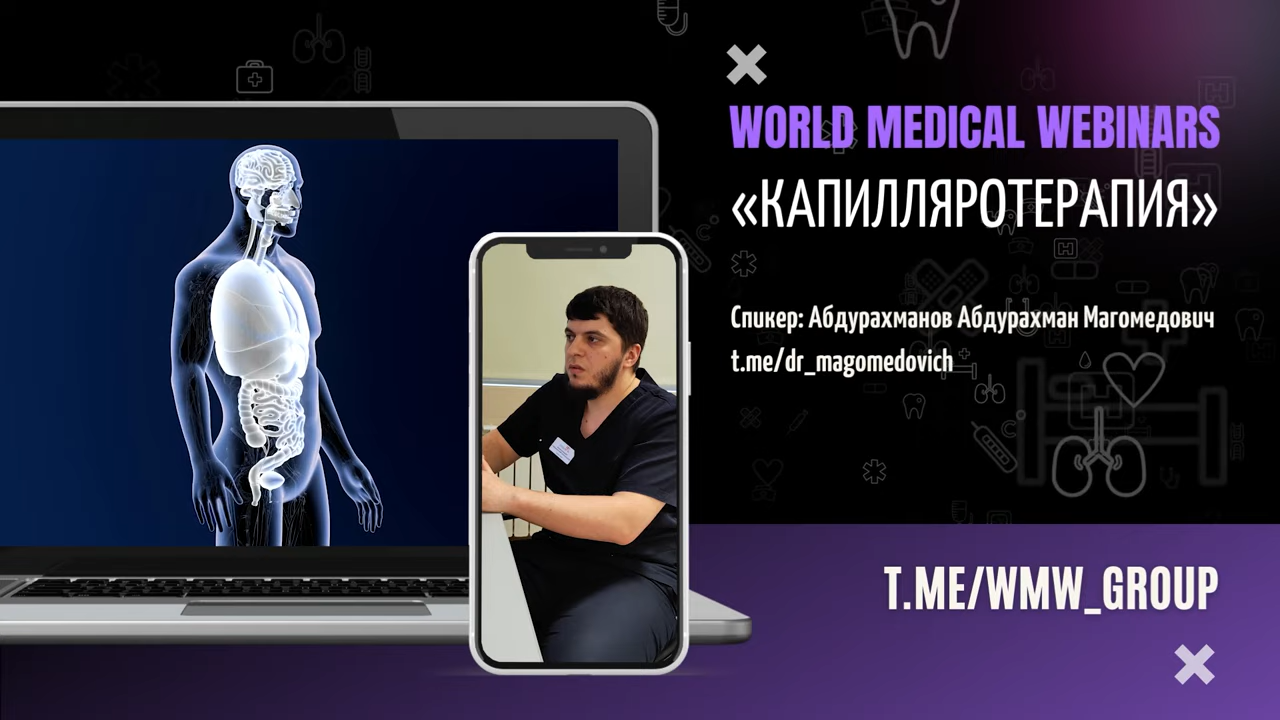 WORLD MEDICAL WEBINARS
«КАПИЛЛЯРОТЕРАПИЯ»
Спикер: Абдурахманов Абдурахман Магомедович
t.me/dr_magomedovich
T.ME/WMW_GROUP